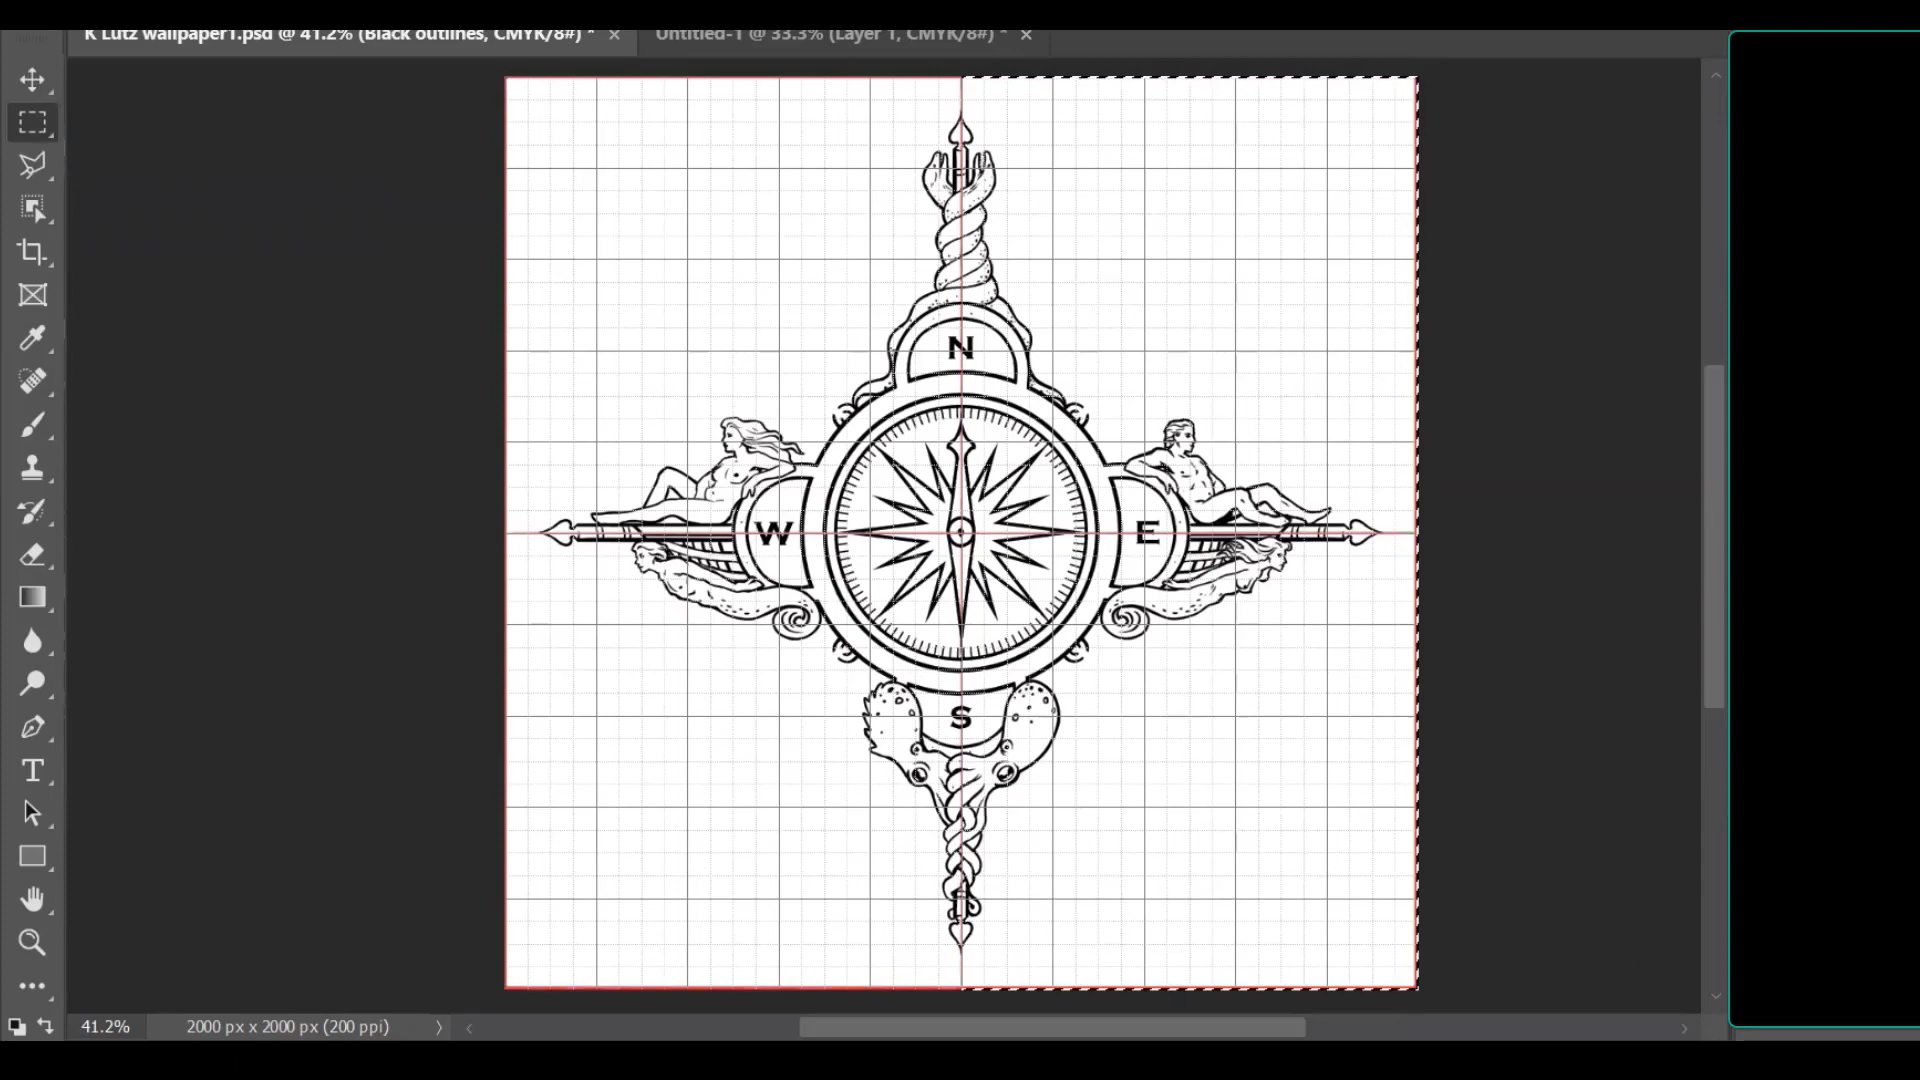 K Lutz wallpaper1.psd @ 41.2% (Black outlines, CMYK/8#) * ×
Untitled-1 @ 33.3% (Layer 1, CMYK/8#) * ×
N
W
E
S
T
41.2%
2000 px x 2000 px (200 ppi)